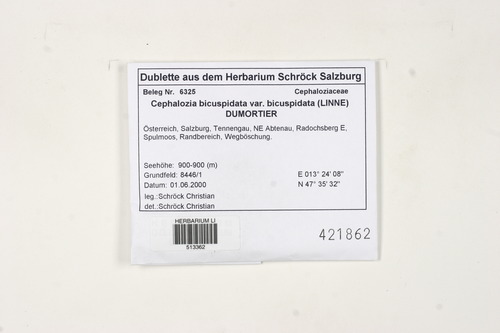 Dublette aus dem Herbarium Schröck Salzburg
Beleg Nr. 6325 Cephaloziaceae
Cephalozia bicuspidata var. bicuspidata (LINNE)
DUMORTIER
Österreich, Salzburg, Tennengau, NE Abtenau, Radochsberg E,
Spulmoos, Randbereich, Wegböschung.
Seehöhe: 900-900 (m)
Grundfeld: 8446/1 E 013° 24' 08"
Datum: 01.06.2000 N 47° 35' 32"
leg.:Schröck Christian
det.:Schröck Christian
HERBARIUM LI
513362
421862